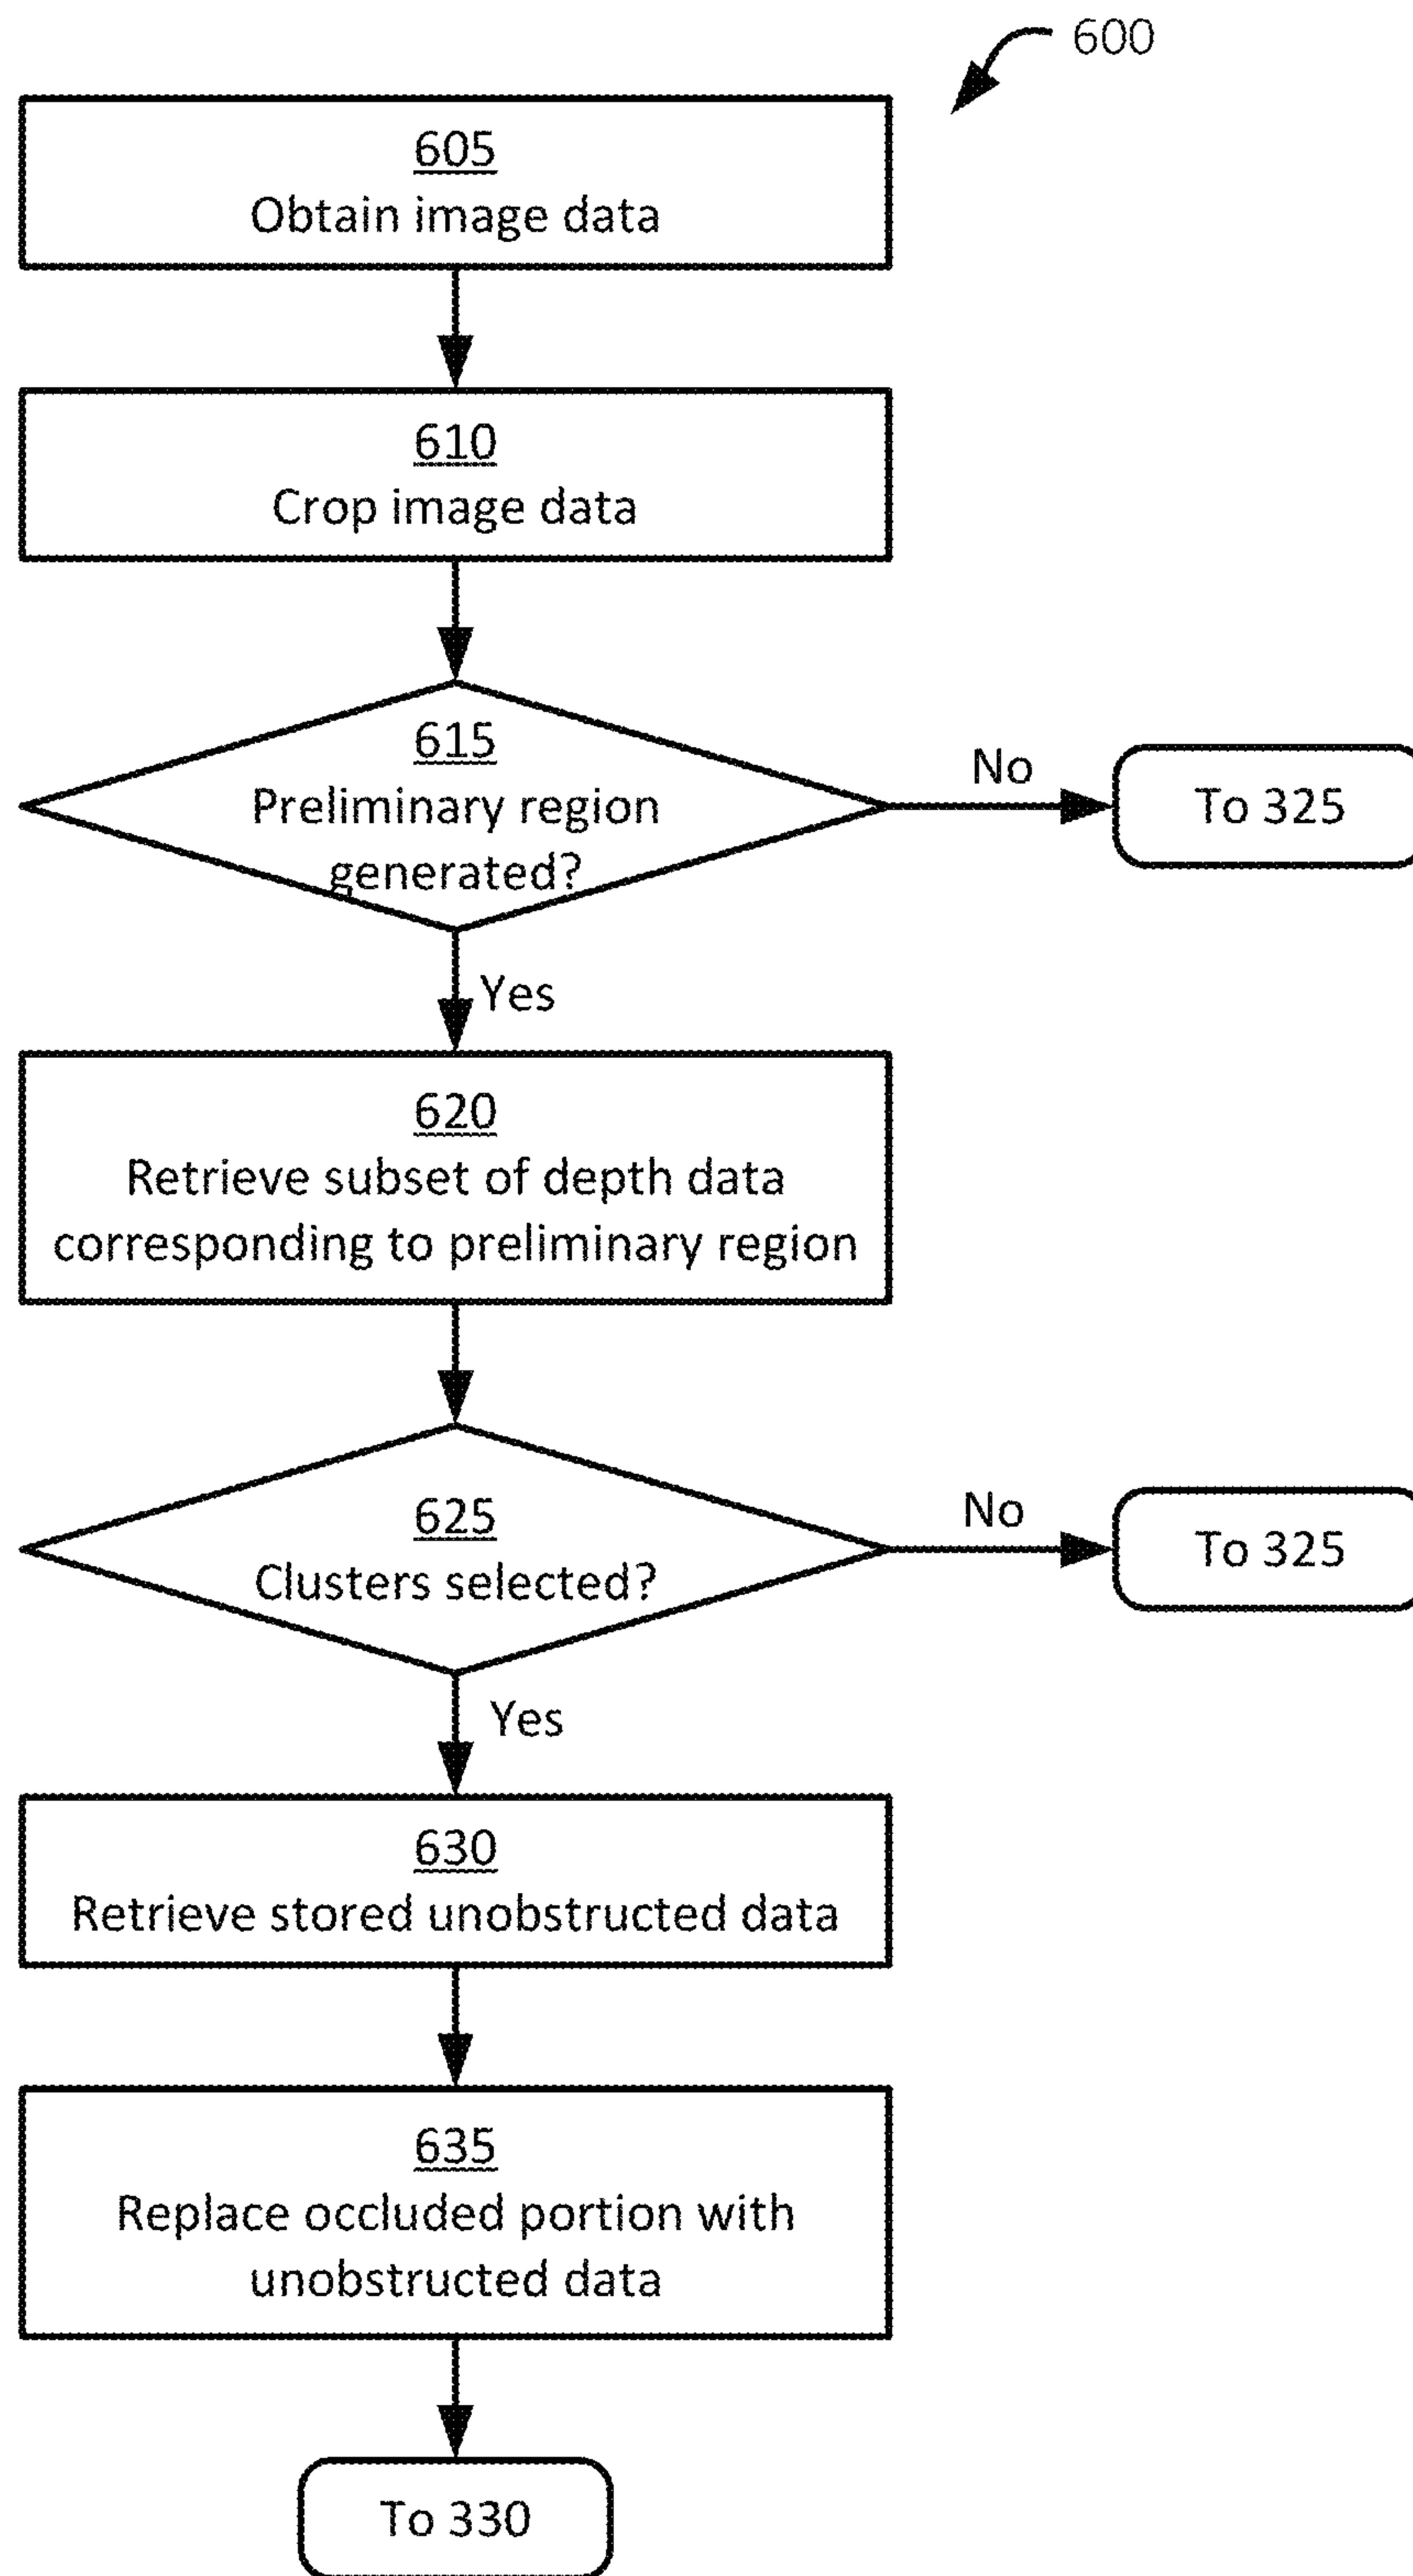 600
605
Obtain image data
610
Crop image data
615
Preliminary region
generated?
No
To 325
Yes
620
Retrieve subset of depth data
corresponding to preliminary region
625
Clusters selected?
No
To 325
Yes
630
Retrieve stored unobstructed data
635
Replace occluded portion with
unobstructed data
To 330